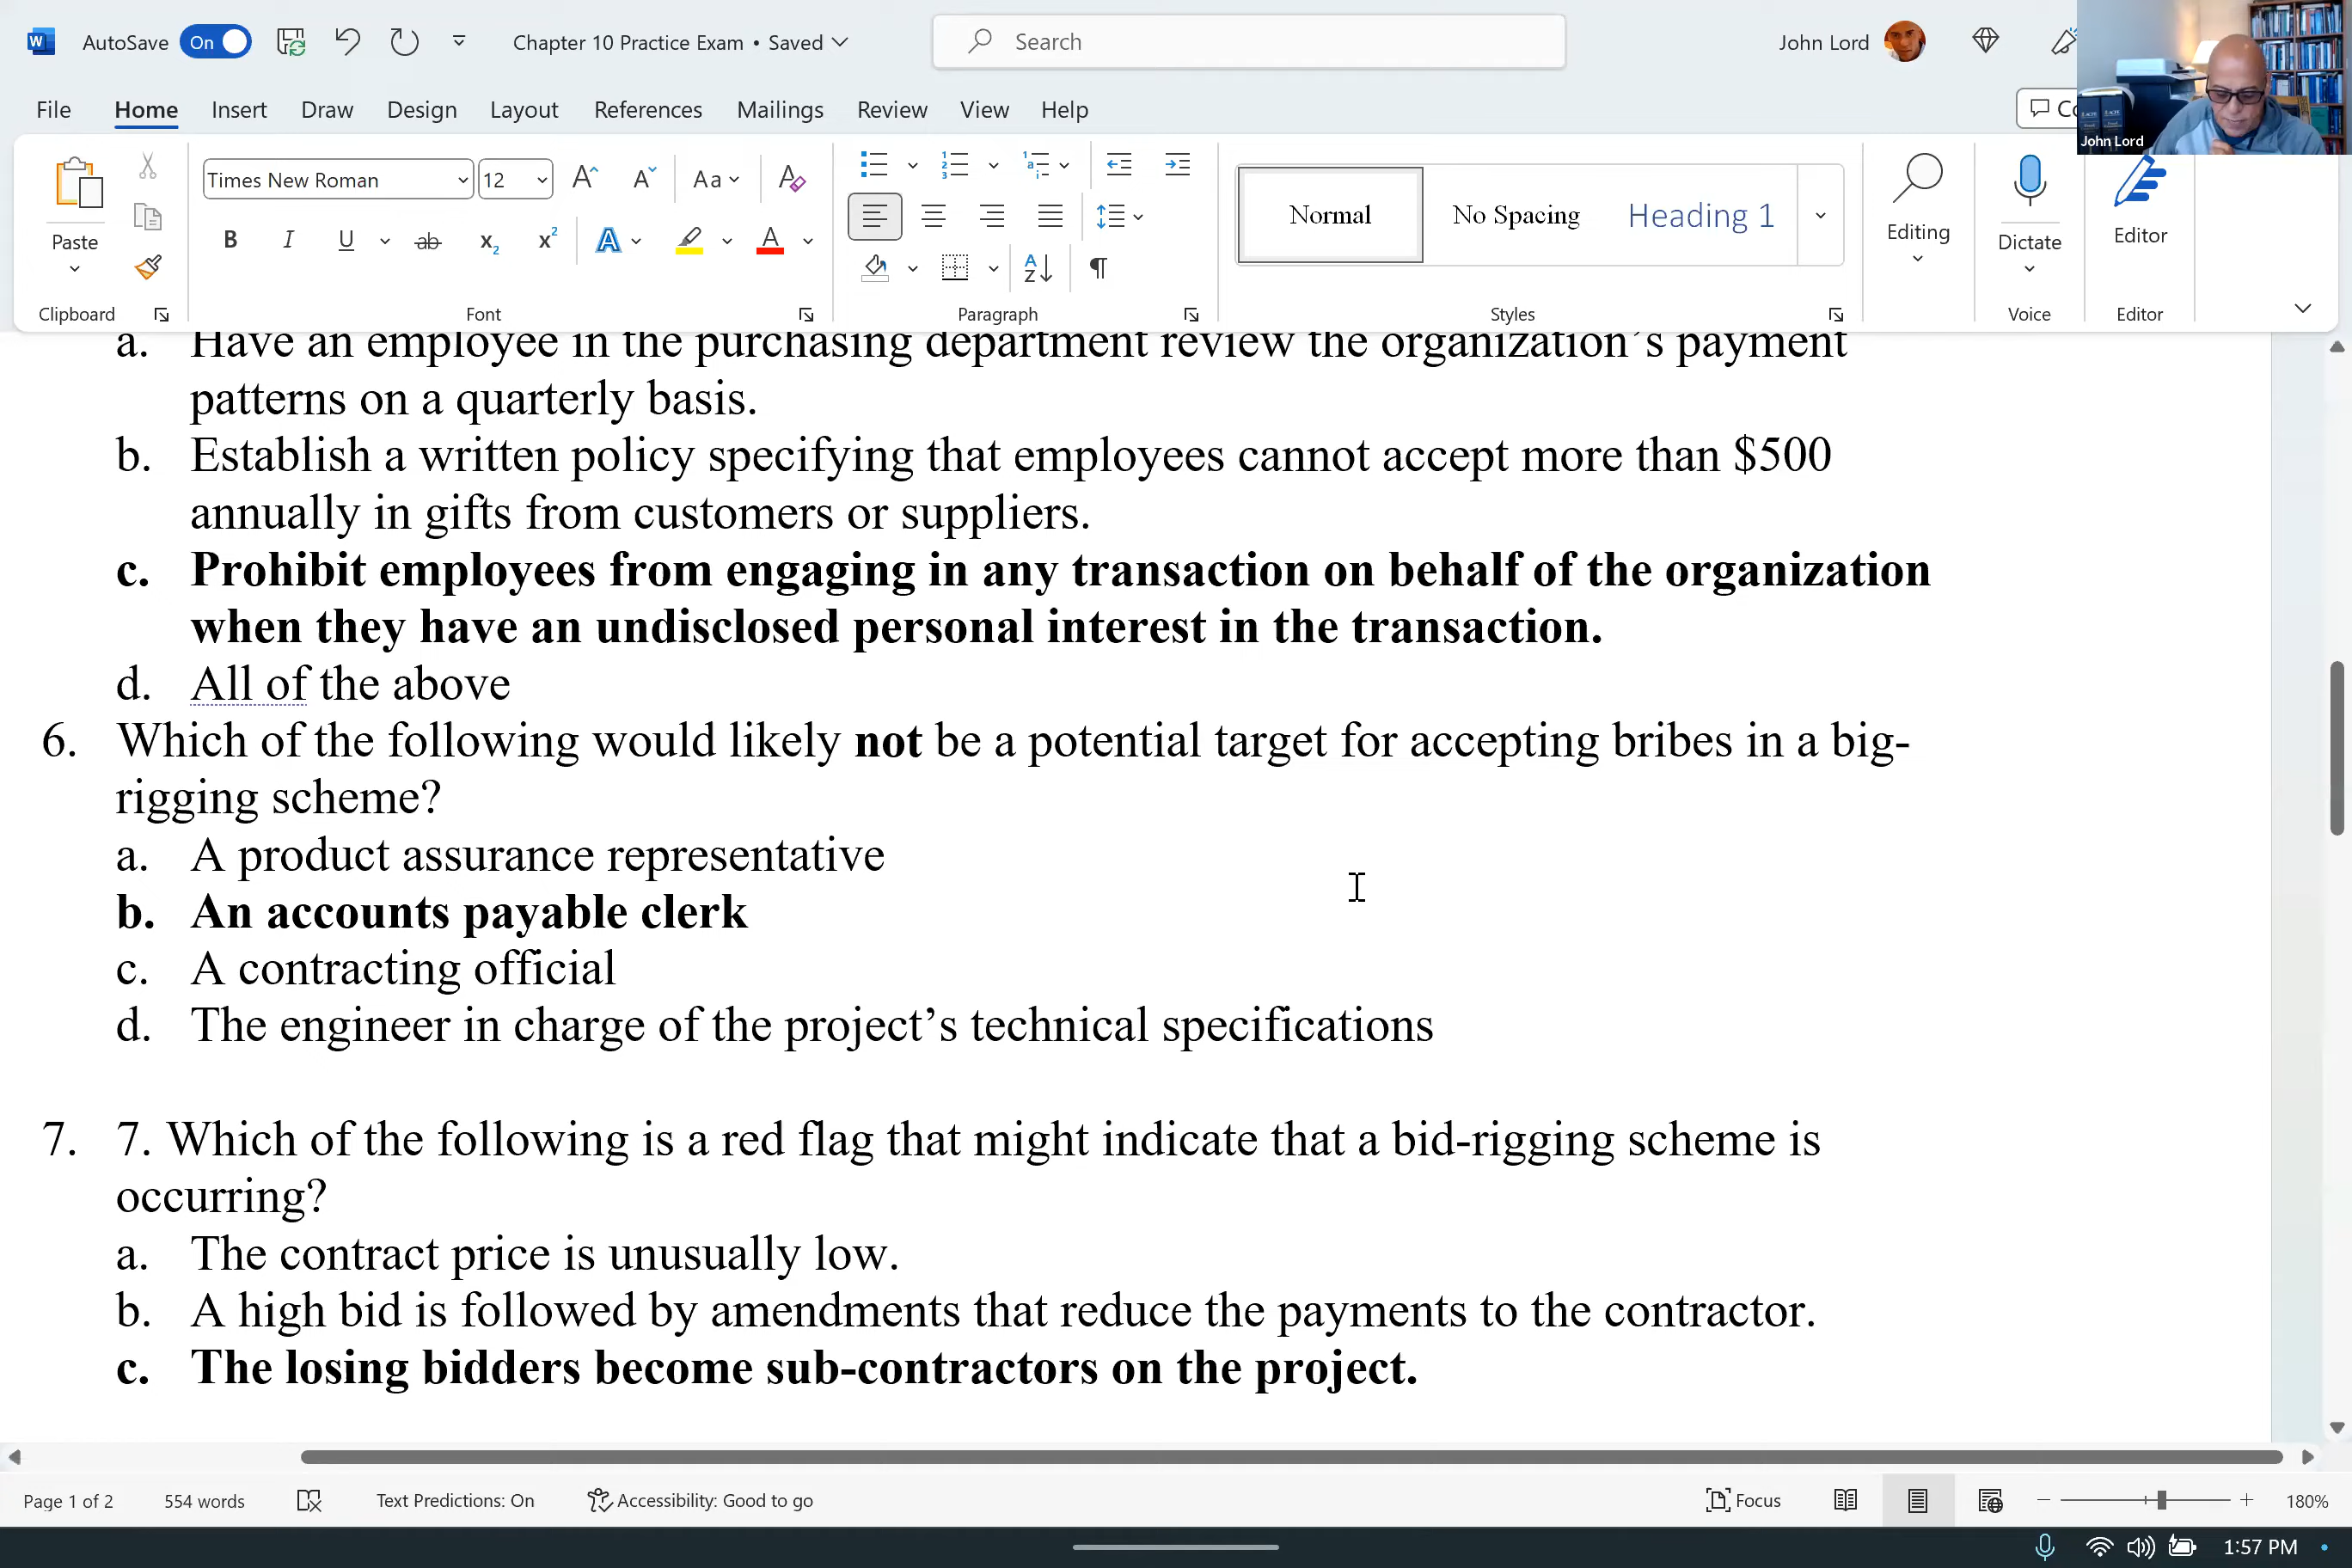 AutoSave On Chapter 10 Practice Exam • Saved Search John Lord
File Home Insert Draw Design Layout References Mailings Review View Help
John Lord
Times New Roman 12 Aa
Normal No Spacing Heading 1
Paste Editing Dictate Editor
Clipboard Font Paragraph Styles Voice Editor
a. Have an employee in the purchasing department review the organization's payment
patterns on a quarterly basis.
b. Establish a written policy specifying that employees cannot accept more than $500
annually in gifts from customers or suppliers.
c. Prohibit employees from engaging in any transaction on behalf of the organization
when they have an undisclosed personal interest in the transaction.
d. All of the above
6. Which of the following would likely not be a potential target for accepting bribes in a big-
rigging scheme?
a. A product assurance representative
b. An accounts payable clerk
c. A contracting official
d. The engineer in charge of the project's technical specifications
7. 7. Which of the following is a red flag that might indicate that a bid-rigging scheme is
occurring?
a. The contract price is unusually low.
b. A high bid is followed by amendments that reduce the payments to the contractor.
c. The losing bidders become sub-contractors on the project.
Page 1 of 2 554 words Text Predictions: On Accessibility: Good to go Focus 180%
1:57 PM